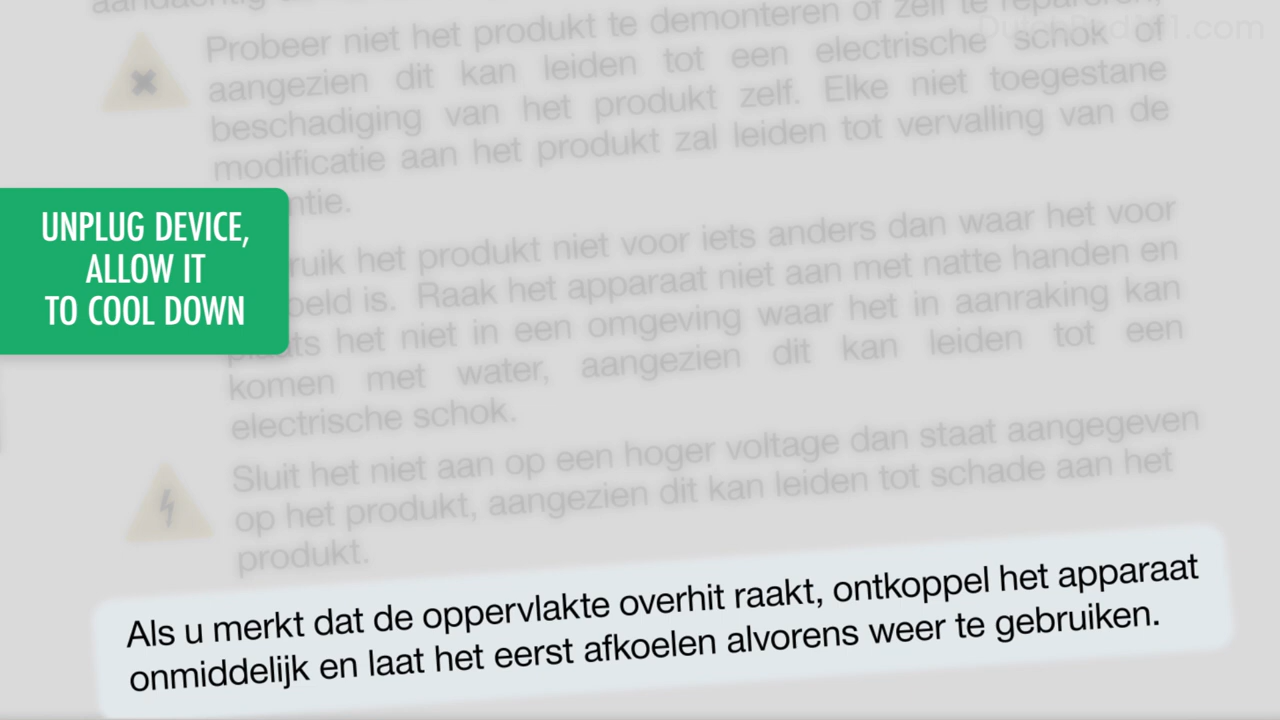 Probeer niet het produkt te demonteren of zelf te repareren,
aangezien dit kan leiden tot een electrische schok of
beschadiging van het produkt zelf. Elke niet toegestane
modificatie aan het produkt zal leiden tot vervalling van de
ntie.
UNPLUG DEVICE,
ALLOW IT
TO COOL DOWN
ruik het produkt niet voor iets anders dan waar het voor
oeld is. Raak het apparaat niet aan met natte handen en
plaats het niet in een omgeving waar het in aanraking kan
komen met water, aangezien dit kan leiden tot een
electrische schok.
Sluit het niet aan op een hoger voltage dan staat aangegeven
op het produkt, aangezien dit kan leiden tot schade aan het
produkt.
Als u merkt dat de oppervlakte overhit raakt, ontkoppel het apparaat
onmiddelijk en laat het eerst afkoelen alvorens weer te gebruiken.